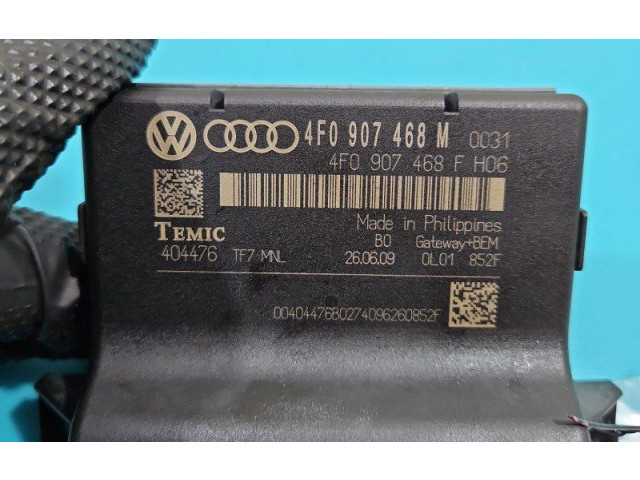 4F0 907 468 M 0031
4F0 907 468 F H06
TEMIC
Made in Philippines
B0 Gateway+BEM
404476 TF7 MNL 26.06.09 0L01 852F
00404476B0274096260852F